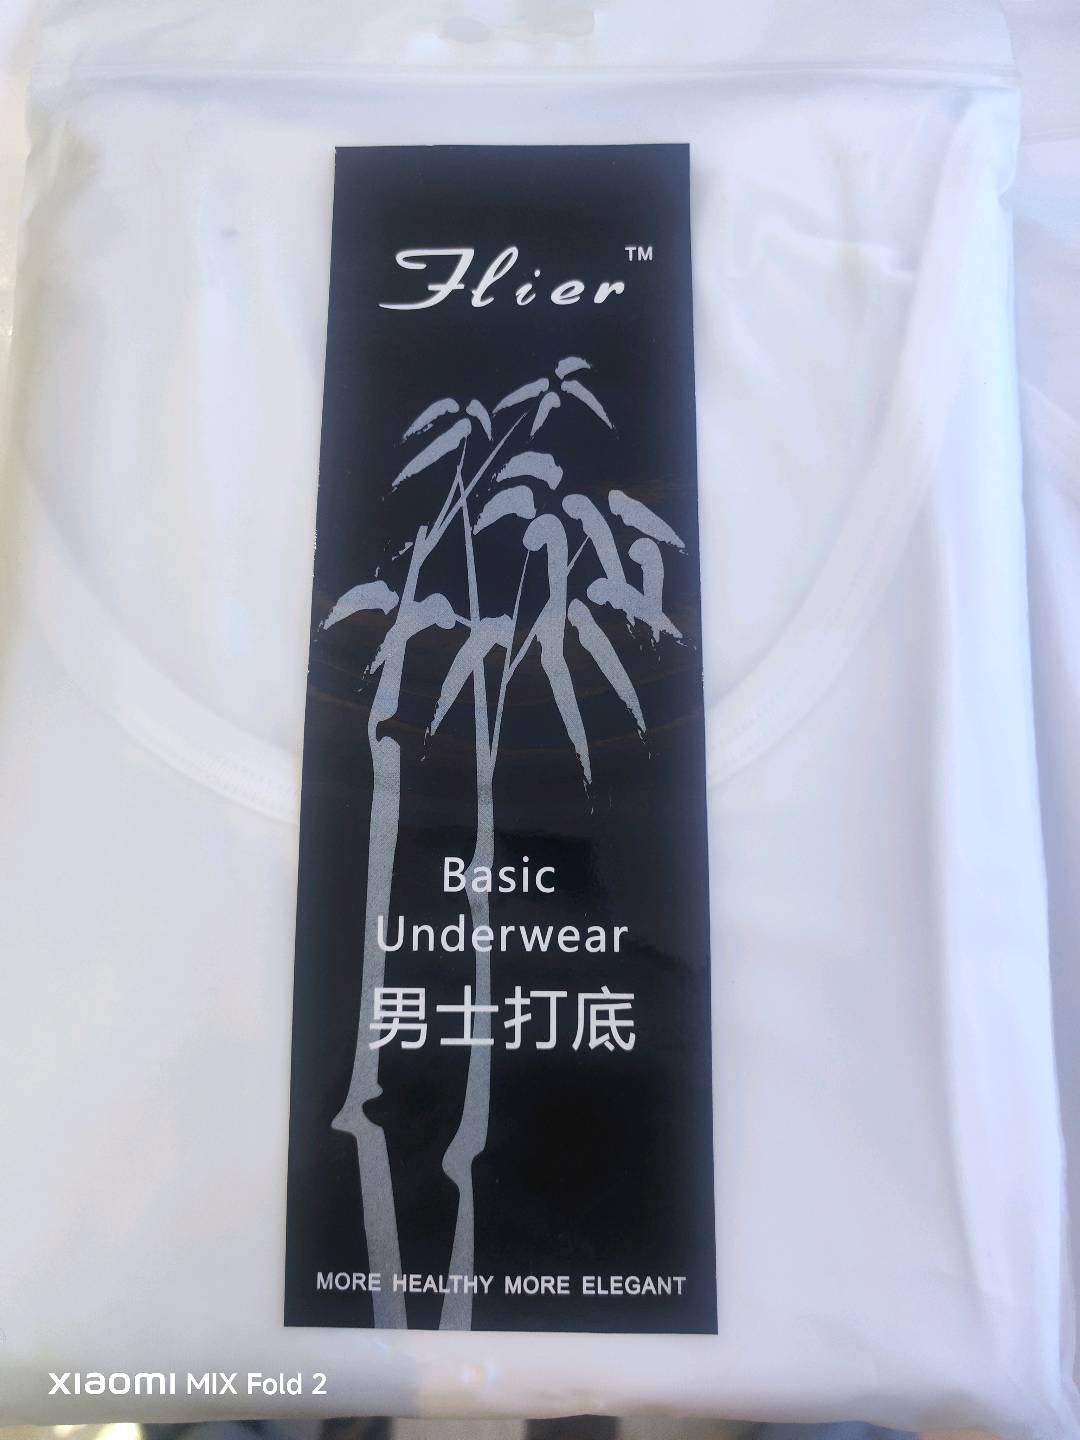 Flier™
Basic
Underwear
男士打底
MORE HEALTHY MORE ELEGANT
xiaomi MIX Fold 2